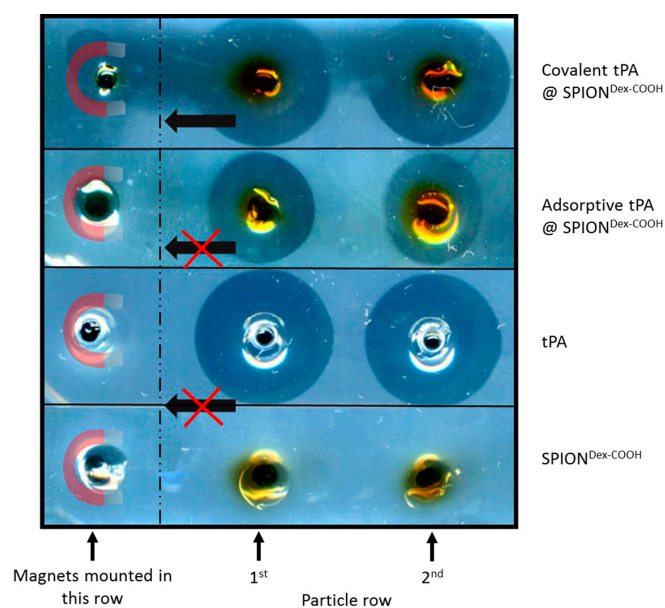 Covalent tPA
@ SPION^Dex-COOH
Adsorptive tPA
@ SPION^Dex-COOH
tPA
SPION^Dex-COOH
Magnets mounted in
this row
1st
2nd
Particle row